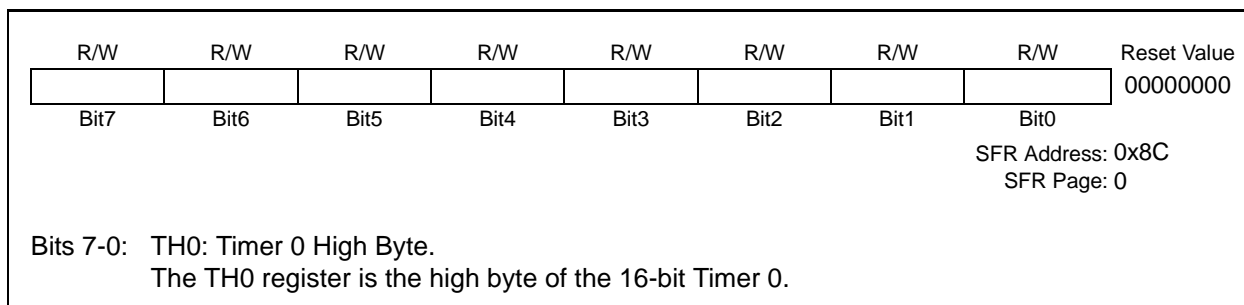 R/W R/W R/W R/W R/W R/W R/W R/W Reset Value
00000000
Bit7 Bit6 Bit5 Bit4 Bit3 Bit2 Bit1 Bit0
SFR Address: 0x8C
SFR Page: 0
Bits 7-0: TH0: Timer 0 High Byte.
The TH0 register is the high byte of the 16-bit Timer 0.